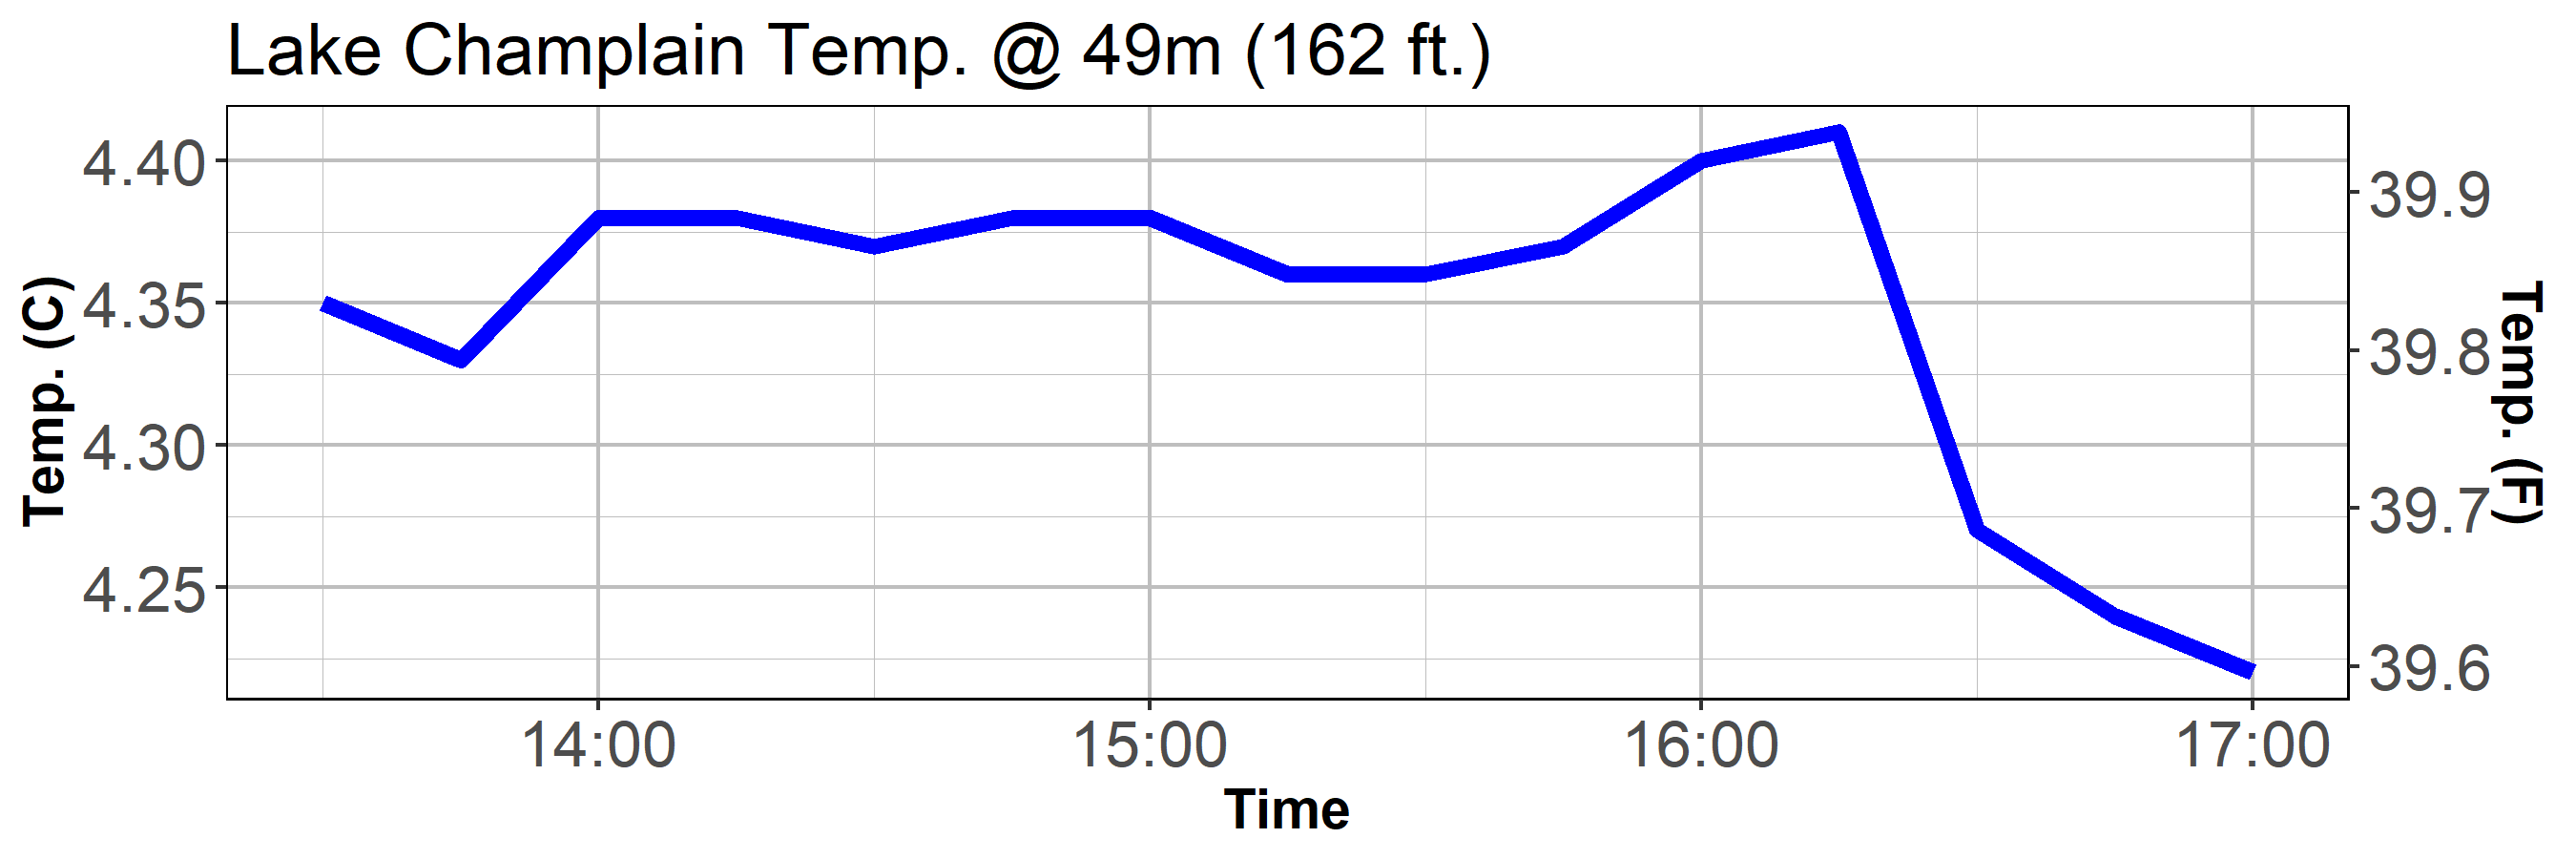 Lake Champlain Temp. @ 49m (162 ft.)
Temp. (C)
4.40
4.35
4.30
4.25
39.9
39.8
39.7
39.6
Temp. (F)
14:00 15:00 16:00 17:00
Time